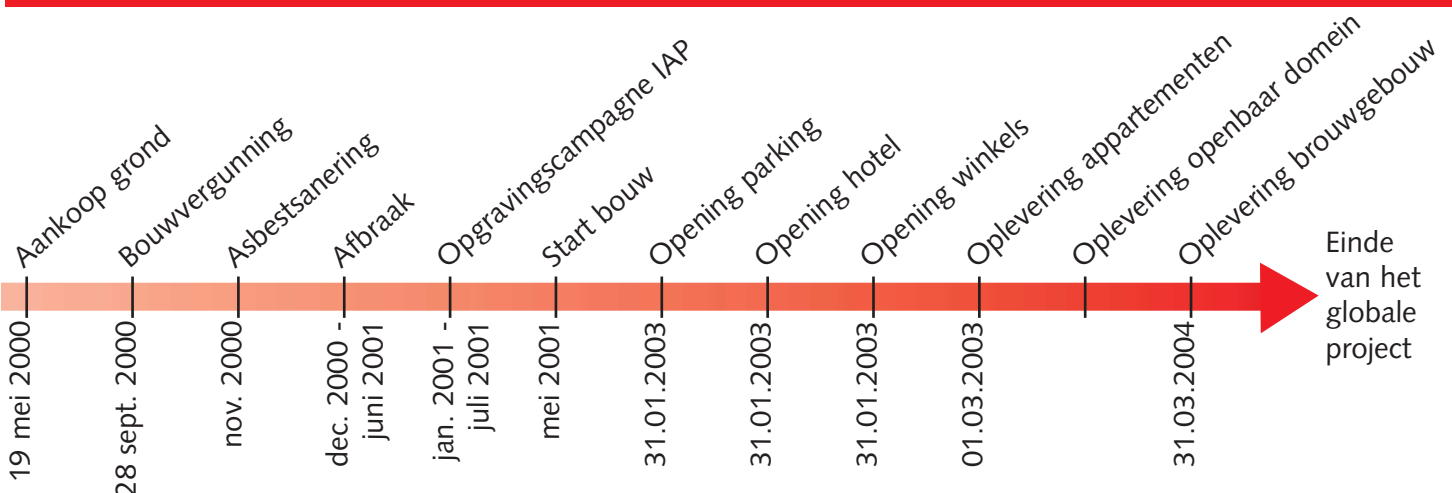 Aankoop grond
Bouwvergunning
Asbestsanering
Afbraak
Opgravingscampagne IAP
Start bouw
Opening parking
Opening hotel
Opening winkels
Oplevering appartementen
Oplevering openbaar domein
Oplevering brouwgebouw
19 mei 2000
28 sept. 2000
nov. 2000
dec. 2000 -
juni 2001
jan. 2001 -
juli 2001
mei 2001
31.01.2003
31.01.2003
31.01.2003
01.03.2003
31.03.2004
Einde
van het
globale
project